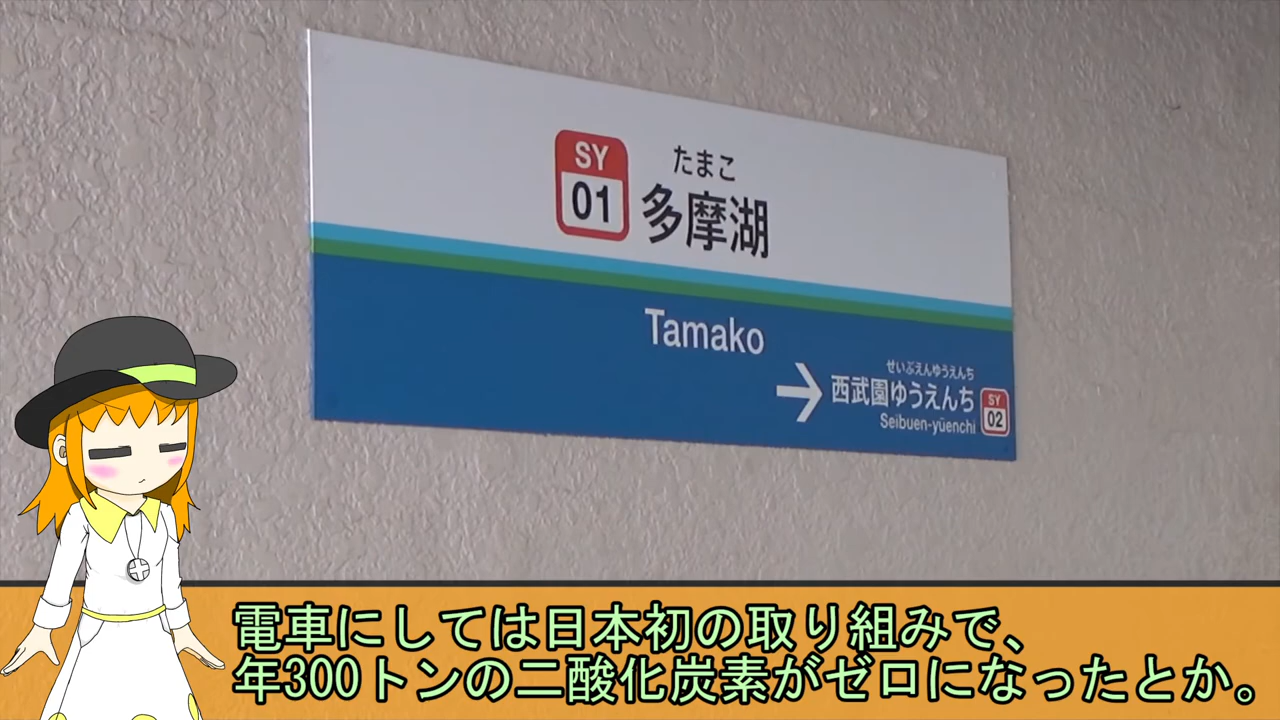 SY
01
たまこ
多摩湖
Tamako
せいぶえんゆうえんち
西武園ゆうえんち
Seibuen-yūenchi
SY
02
電車にしては日本初の取り組みで、
年300トンの二酸化炭素がゼロになったとか。